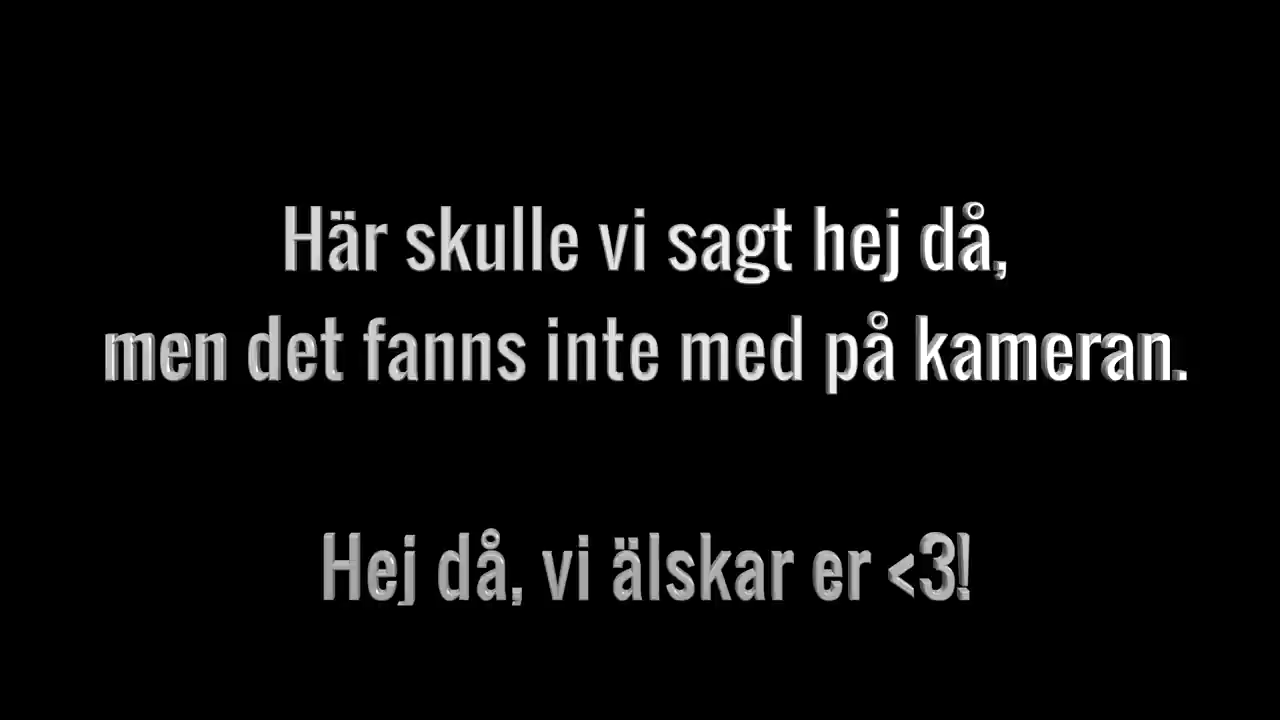 Här skulle vi sagt hej då,
men det fanns inte med på kameran.
Hej då, vi älskar er <3!